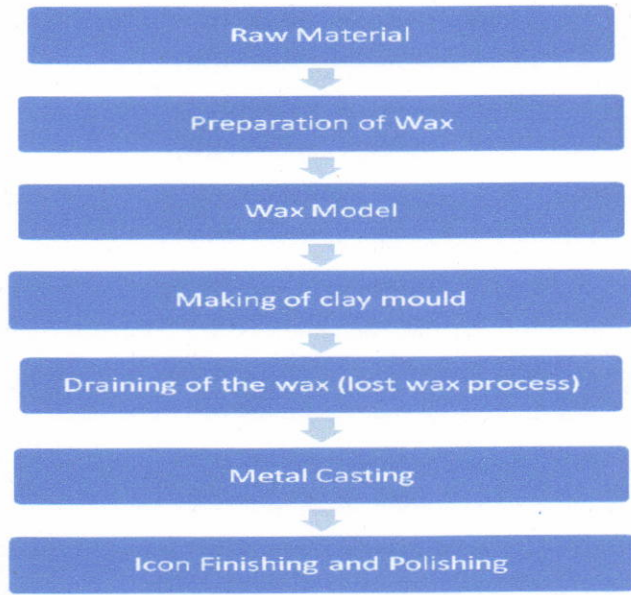 Raw Material
Preparation of Wax
Wax Model
Making of clay mould
Draining of the wax (lost wax process)
Metal Casting
Icon Finishing and Polishing